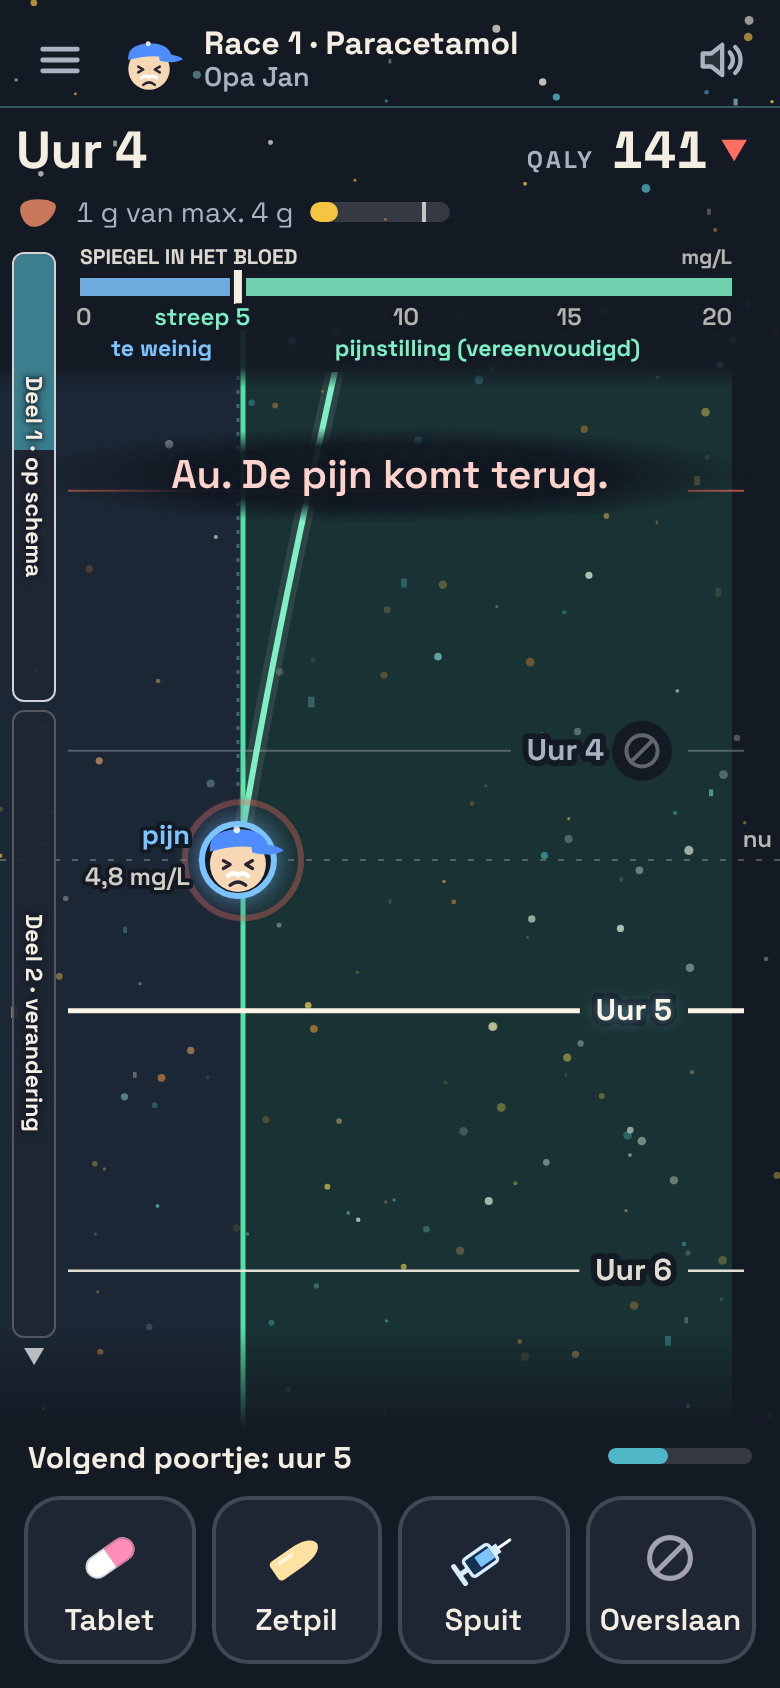 Race 1 · Paracetamol
Opa Jan
Uur 4
QALY 141
1 g van max. 4 g
SPIEGEL IN HET BLOED mg/L
0 streep 5 10 15 20
te weinig pijnstilling (vereenvoudigd)
Deel 1 · op schema
Au. De pijn komt terug.
Uur 4
pijn
nu
4,8 mg/L
Deel 2 · verandering
Uur 5
Uur 6
Volgend poortje: uur 5
Tablet Zetpil Spuit Overslaan